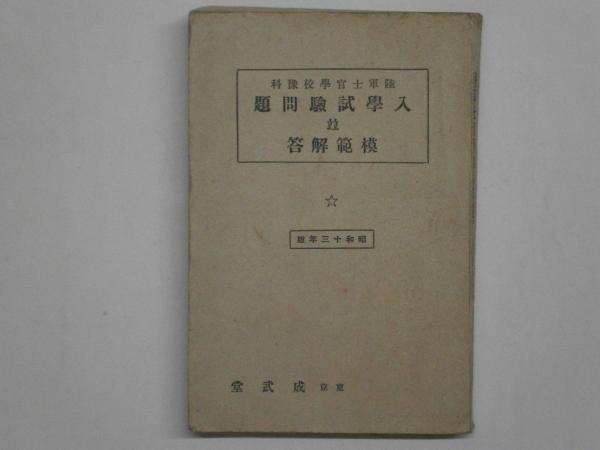 陸軍士官學校豫科
入學試驗問題
竝
模範解答
☆
昭和十三年版
東京 成武堂